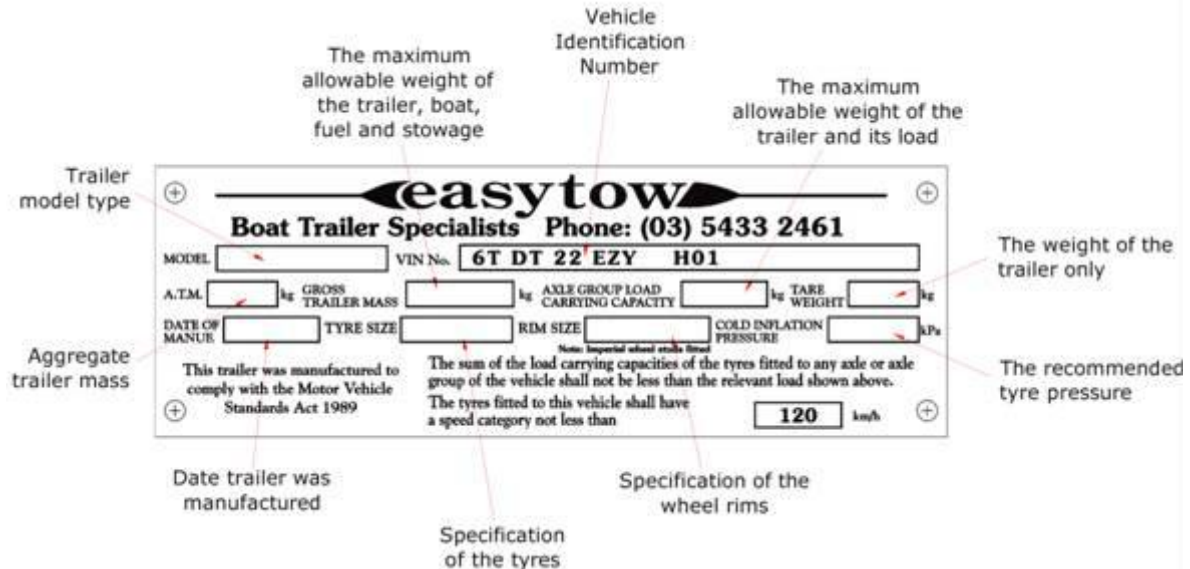 Vehicle
Identification
Number
The maximum
allowable weight of
the trailer, boat,
fuel and stowage
The maximum
allowable weight of the
trailer and its load
Trailer
model type
easytow
Boat Trailer Specialists Phone: (03) 5433 2461
MODEL VIN No. 6T DT 22 EZY H01
The weight of the
trailer only
A.T.M. kg GROSS TRAILER MASS kg AXLE GROUP LOAD CARRYING CAPACITY kg TARE WEIGHT kg
DATE OF MANUF. TYRE SIZE RIM SIZE COLD INFLATION PRESSURE kPa
Note: Imperial wheel studs fitted
Aggregate
trailer mass
This trailer was manufactured to
comply with the Motor Vehicle
Standards Act 1989
The sum of the load carrying capacities of the tyres fitted to any axle or axle
group of the vehicle shall not be less than the relevant load shown above.
The tyres fitted to this vehicle shall have
a speed category not less than 120 km/h
The recommended
tyre pressure
Date trailer was
manufactured
Specification
of the tyres
Specification of the
wheel rims